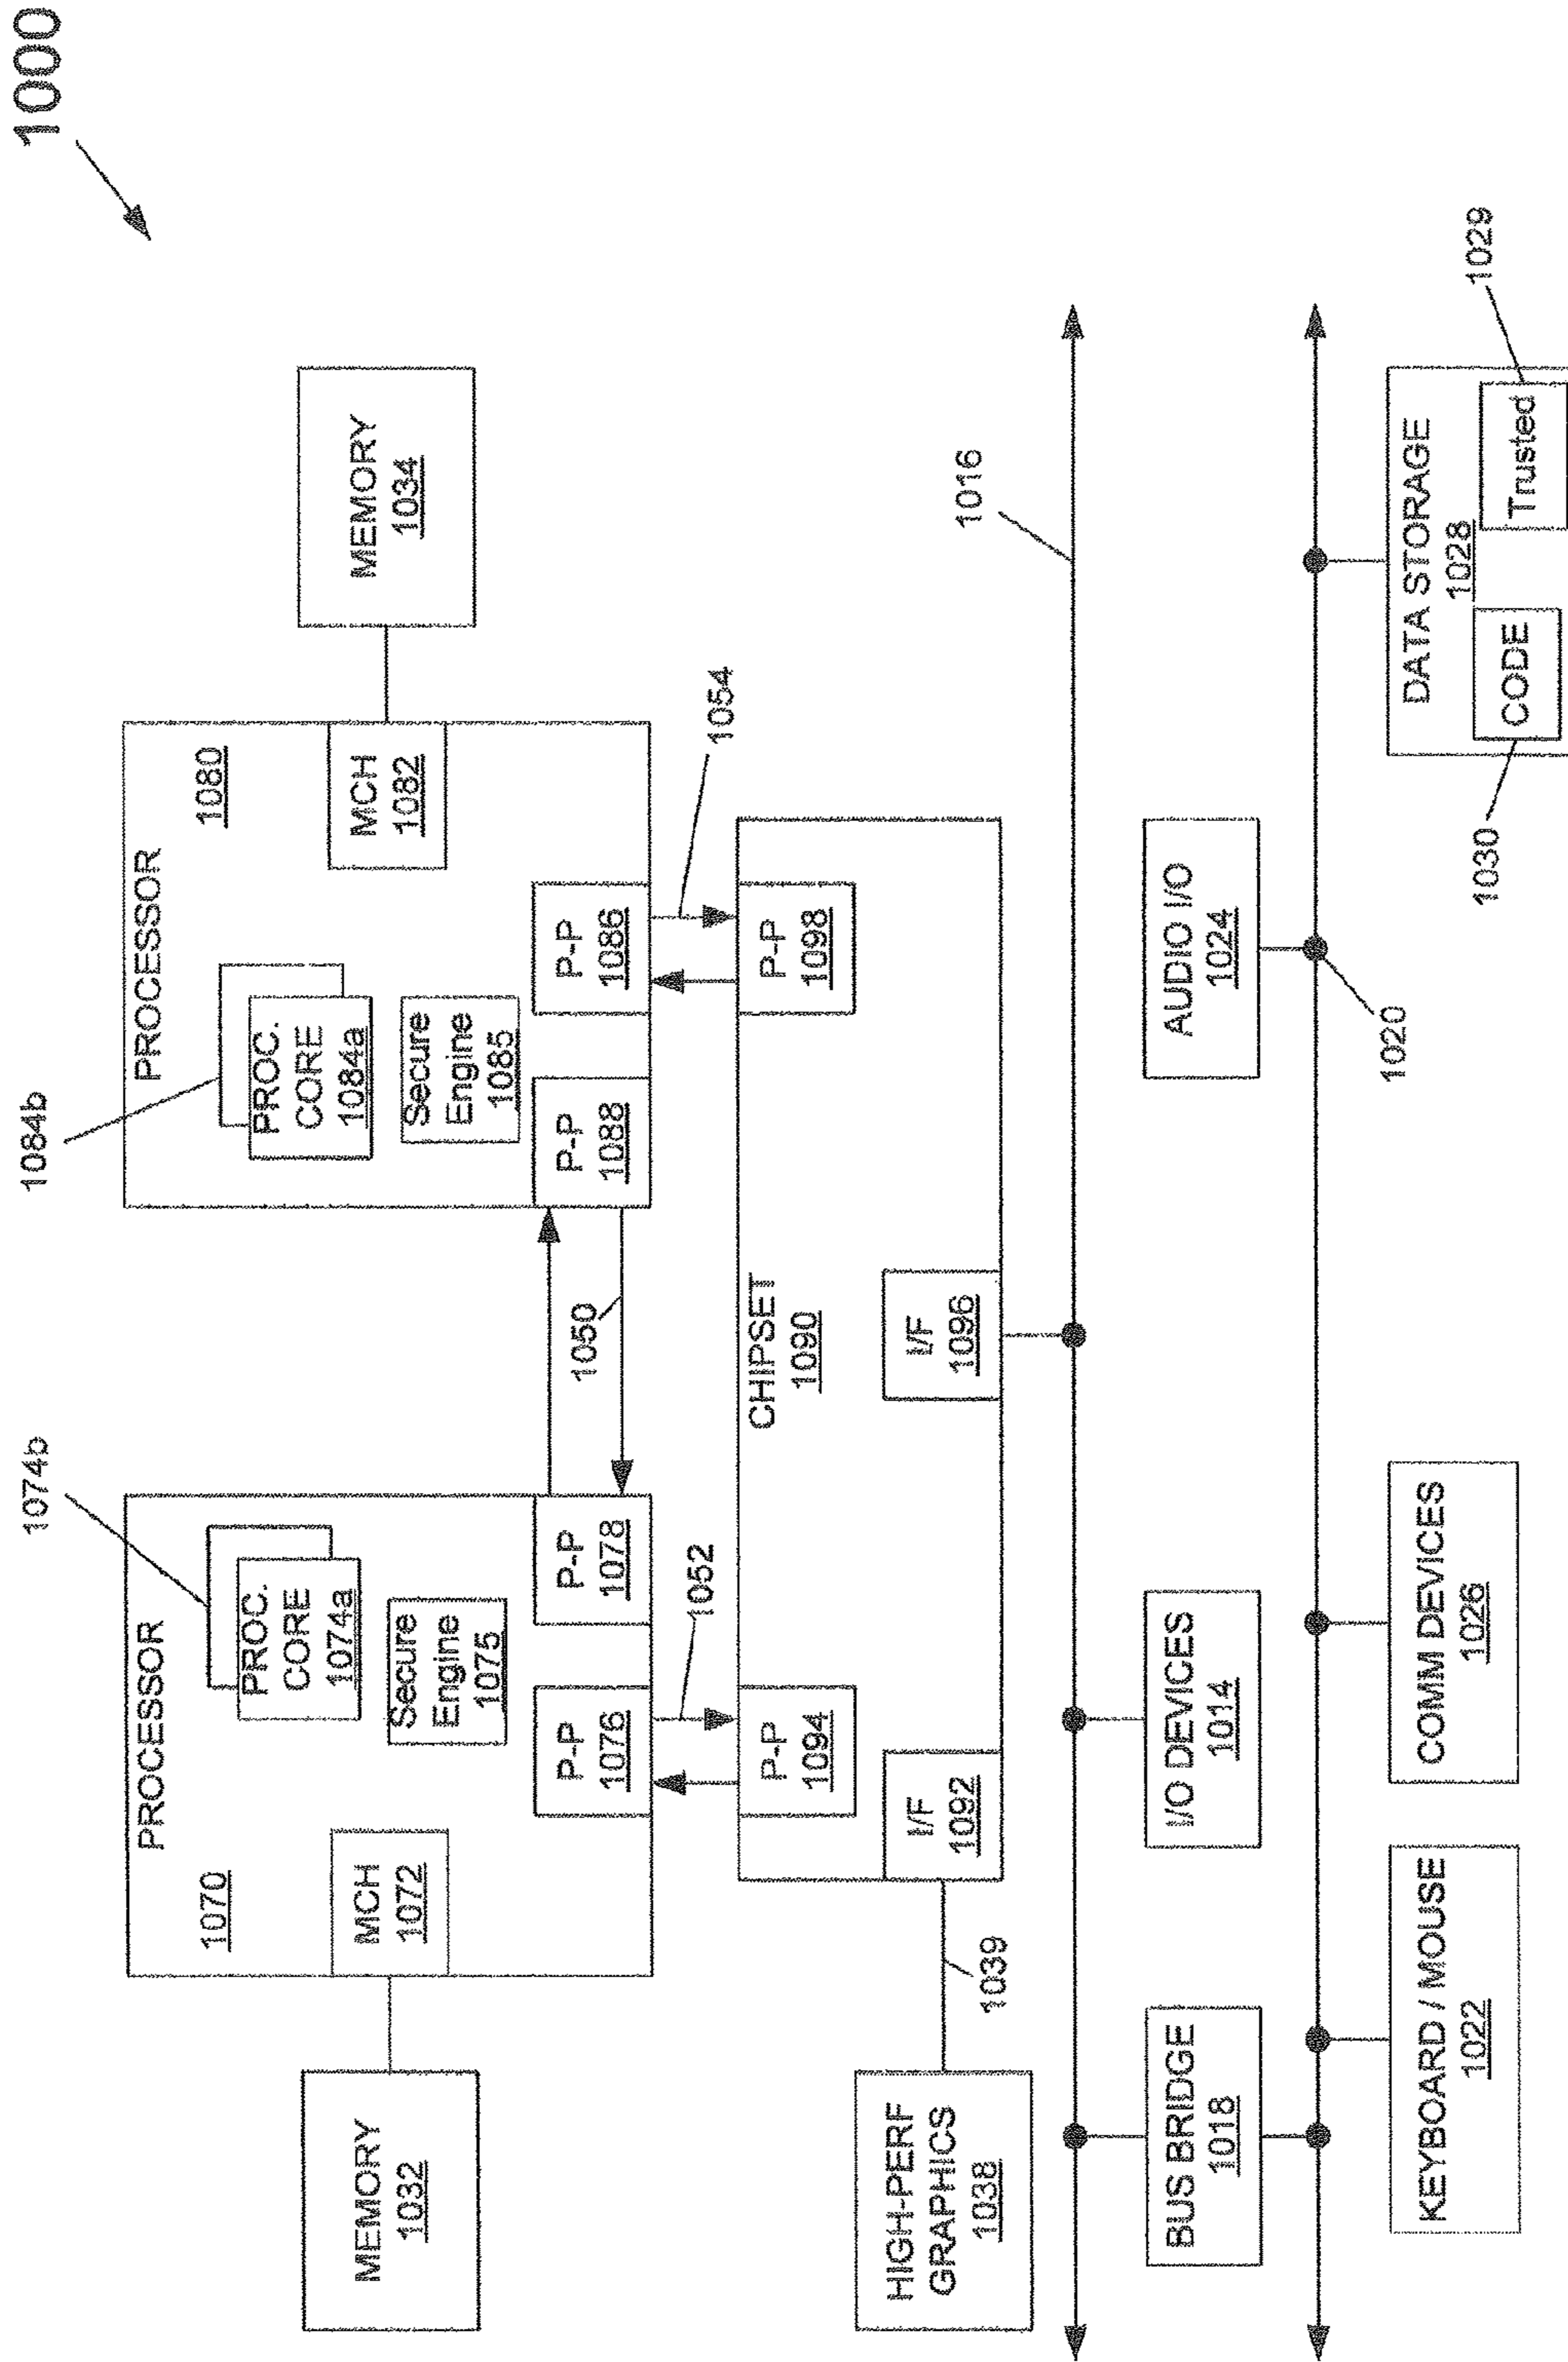 1000
1074b
1084b
PROCESSOR
1070
PROC.
CORE
1074a
Secure
Engine
1075
MCH
1072
P-P
1076
P-P
1078
MEMORY
1032
PROCESSOR
1080
PROC.
CORE
1084a
Secure
Engine
1085
MCH
1082
P-P
1088
P-P
1086
MEMORY
1034
1050
1052
1054
CHIPSET
1090
P-P
1094
P-P
1098
I/F
1092
I/F
1096
HIGH-PERF
GRAPHICS
1038
1039
1016
BUS BRIDGE
1018
I/O DEVICES
1014
AUDIO I/O
1024
1020
KEYBOARD / MOUSE
1022
COMM DEVICES
1026
DATA STORAGE
1028
CODE
1030
Trusted
1029